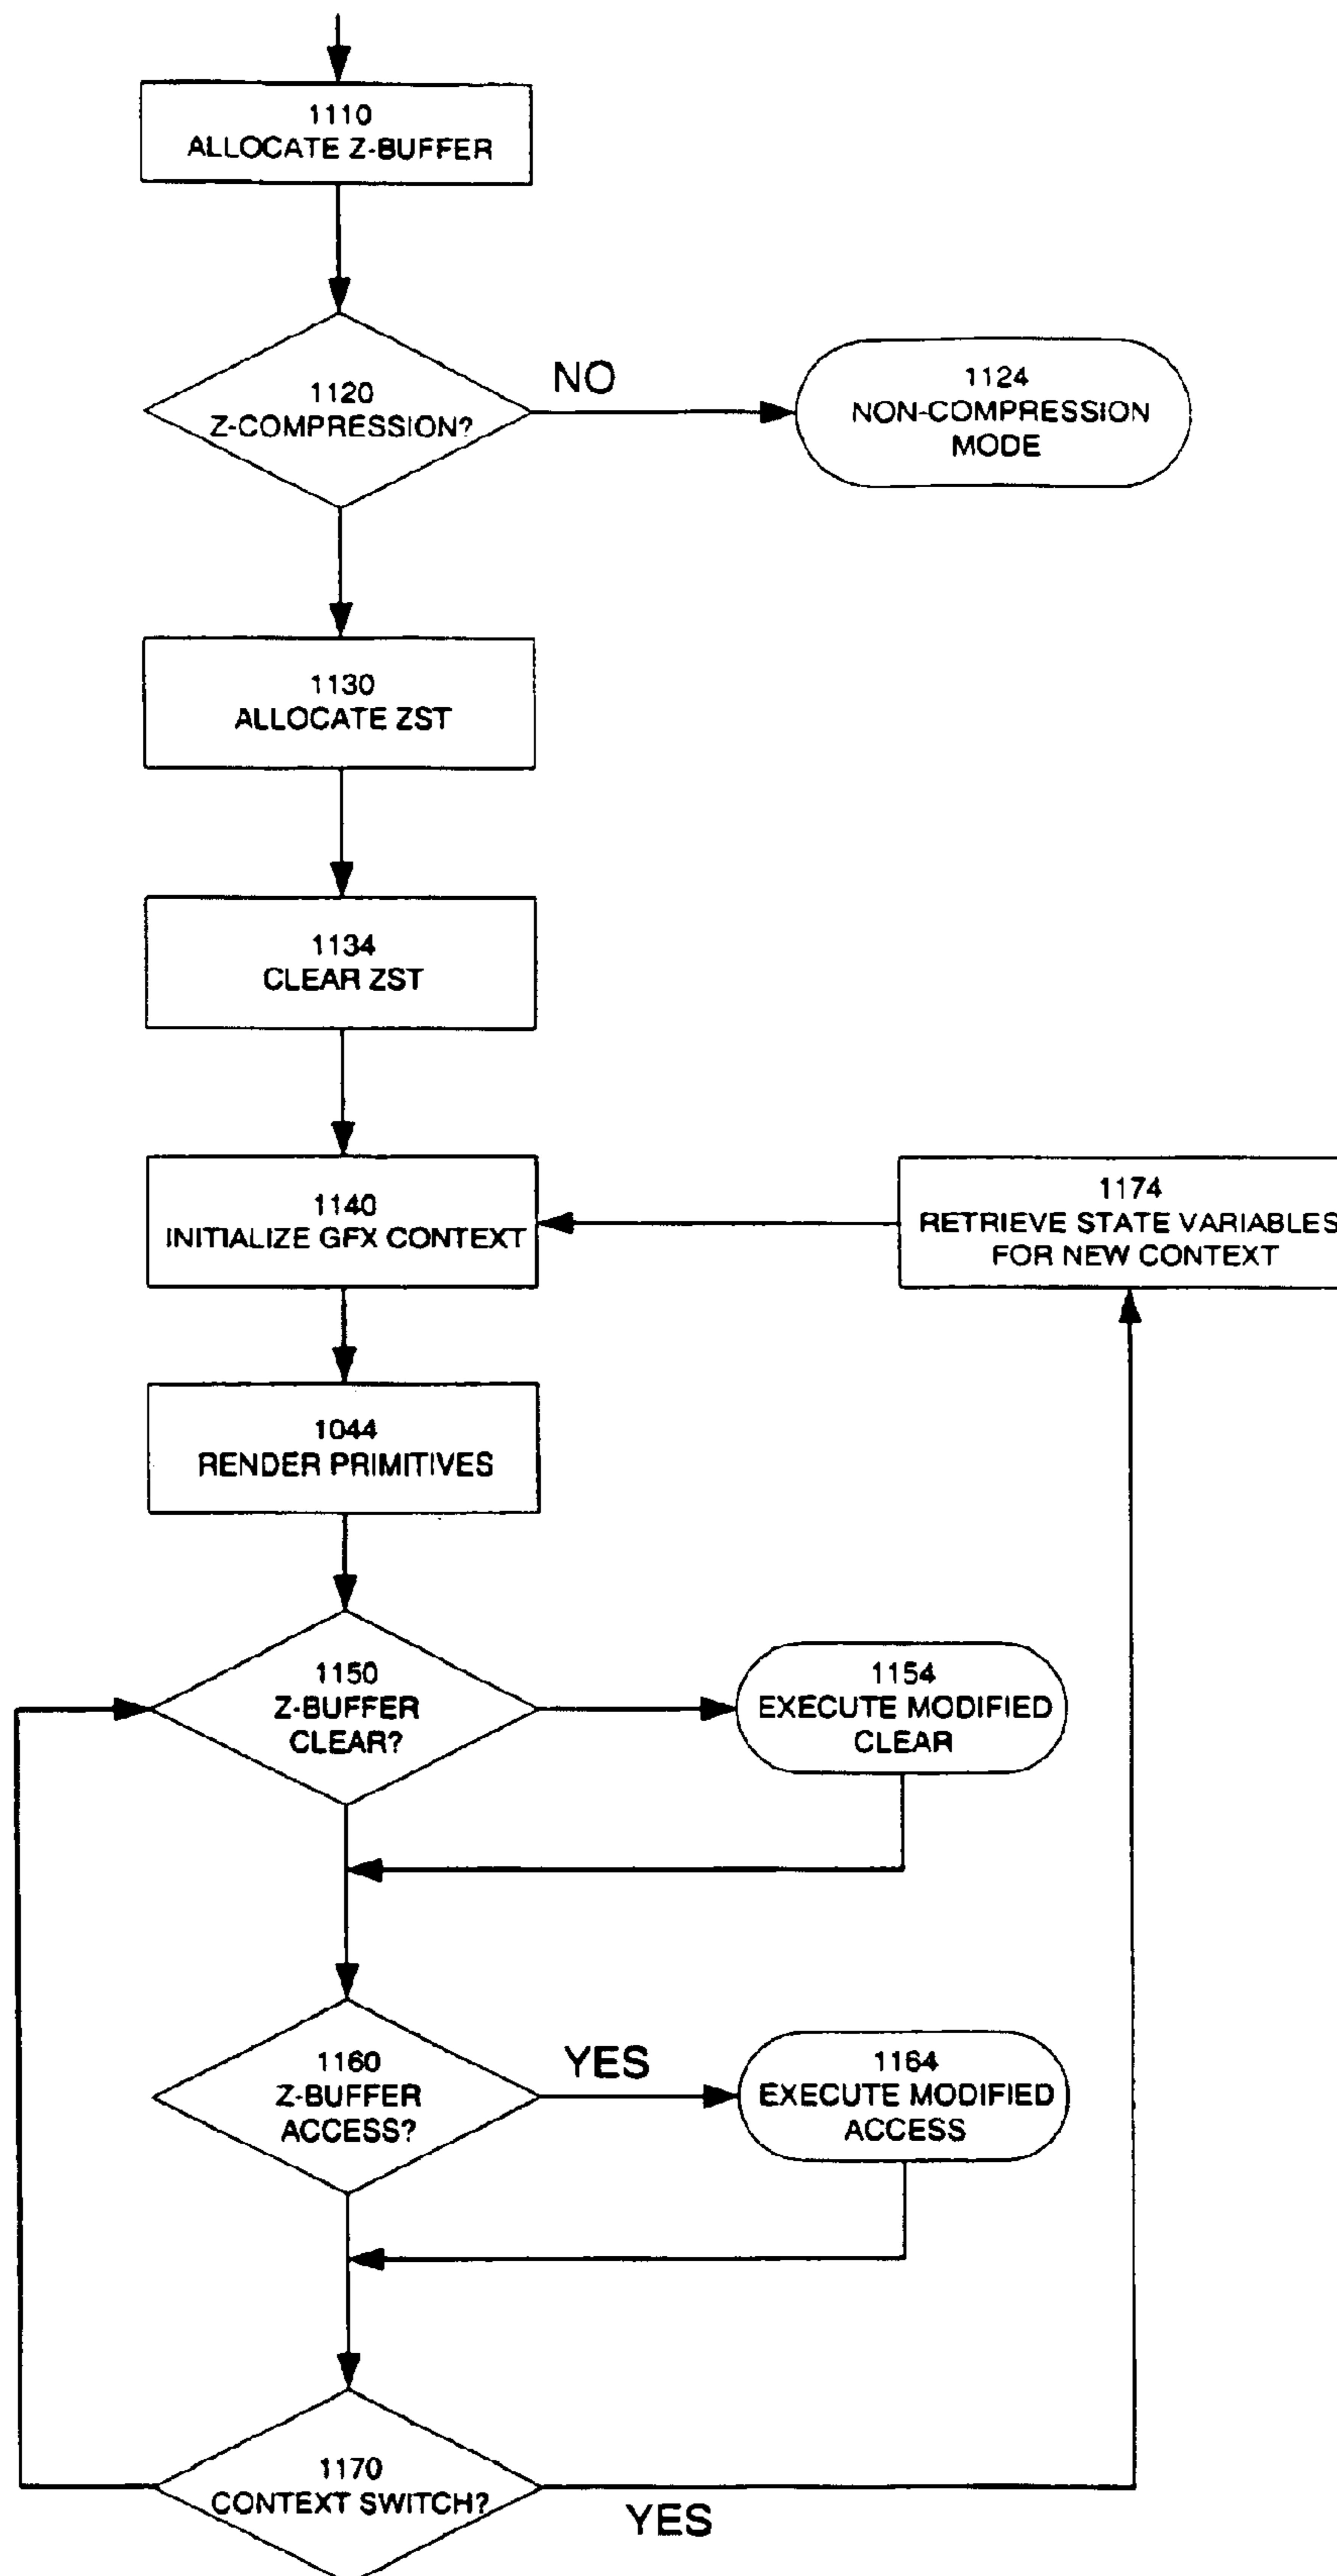 1110
ALLOCATE Z-BUFFER
1120
Z-COMPRESSION?
NO
1124
NON-COMPRESSION
MODE
1130
ALLOCATE ZST
1134
CLEAR ZST
1140
INITIALIZE GFX CONTEXT
1174
RETRIEVE STATE VARIABLES
FOR NEW CONTEXT
1044
RENDER PRIMITIVES
1150
Z-BUFFER
CLEAR?
1154
EXECUTE MODIFIED
CLEAR
1160
Z-BUFFER
ACCESS?
YES
1164
EXECUTE MODIFIED
ACCESS
1170
CONTEXT SWITCH?
YES